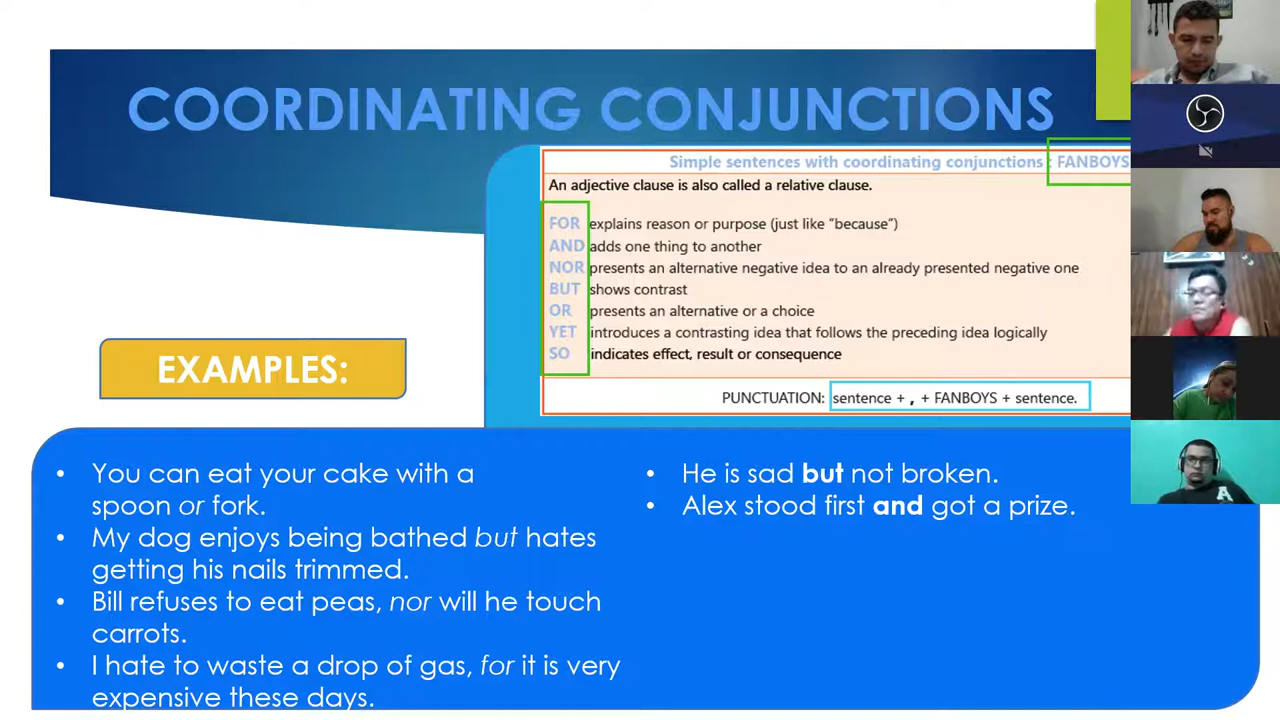 COORDINATING CONJUNCTIONS
Simple sentences with coordinating conjunctions : FANBOYS
An adjective clause is also called a relative clause.
FOR explains reason or purpose (just like “because”)
AND adds one thing to another
NOR presents an alternative negative idea to an already presented negative one
BUT shows contrast
OR presents an alternative or a choice
YET introduces a contrasting idea that follows the preceding idea logically
SO indicates effect, result or consequence
PUNCTUATION: sentence + , + FANBOYS + sentence.
EXAMPLES:
• You can eat your cake with a
spoon or fork.
• My dog enjoys being bathed but hates
getting his nails trimmed.
• Bill refuses to eat peas, nor will he touch
carrots.
• I hate to waste a drop of gas, for it is very
expensive these days.
• He is sad but not broken.
• Alex stood first and got a prize.
A